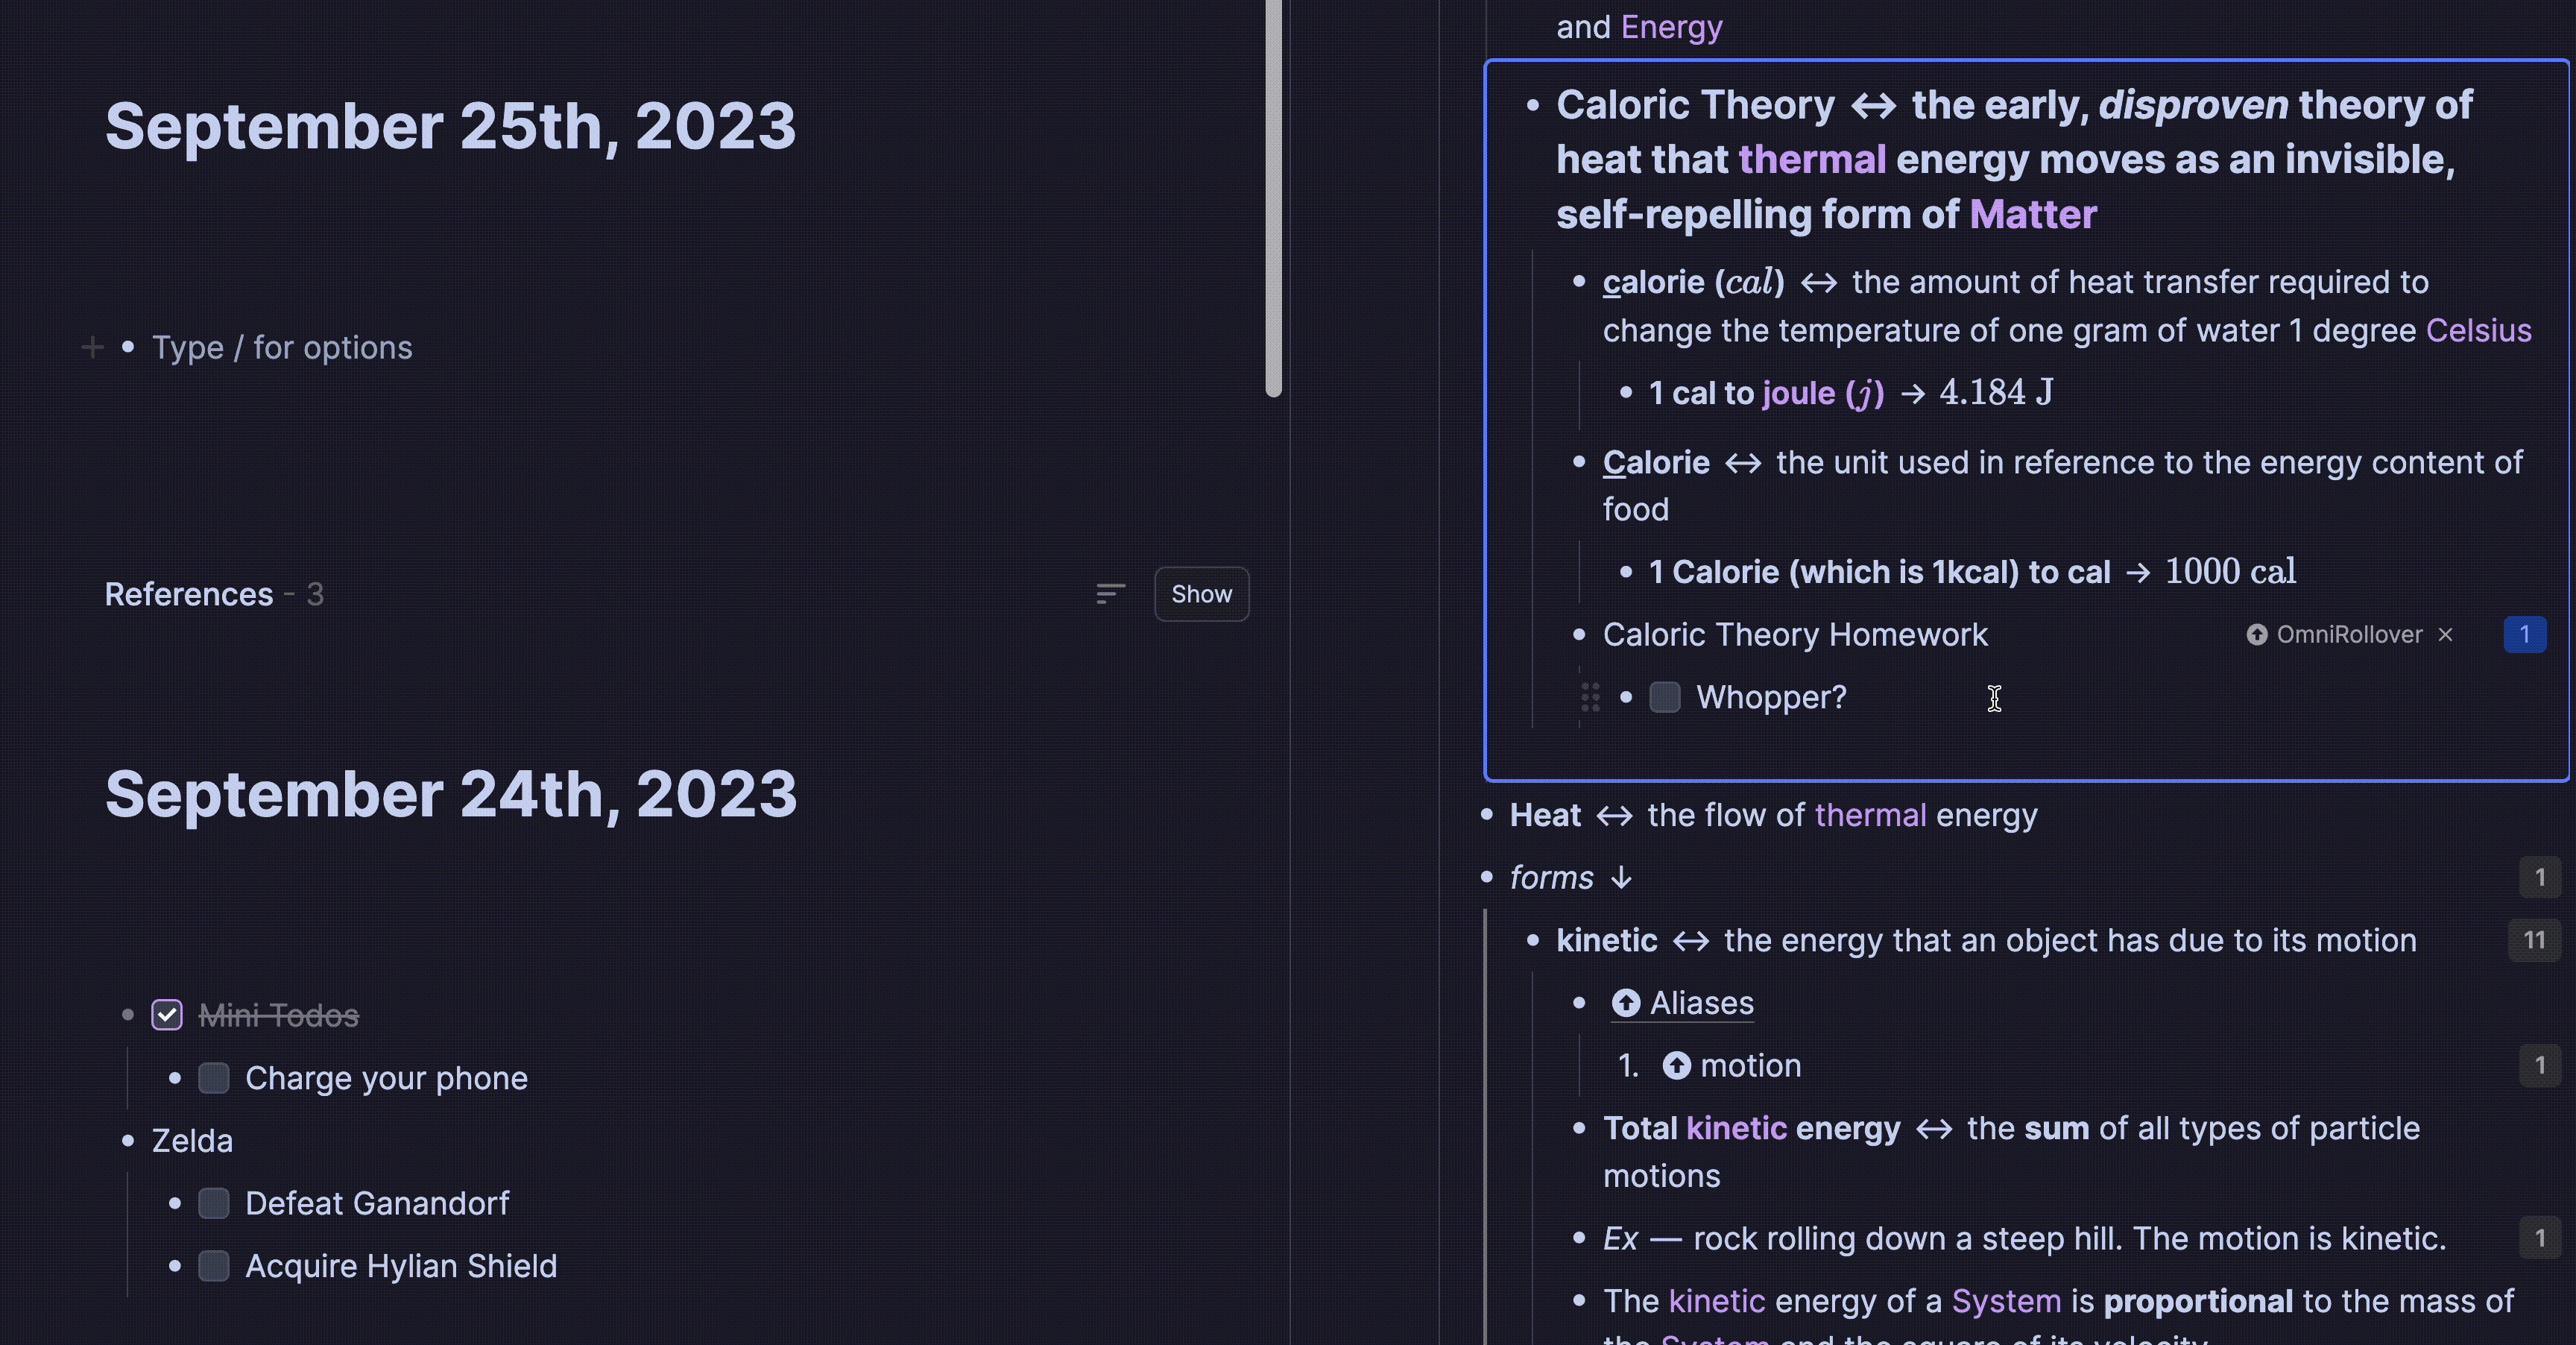 September 25th, 2023
Type / for options
References - 3
Show
September 24th, 2023
Mini Todos
Charge your phone
Zelda
Defeat Ganandorf
Acquire Hylian Shield
and Energy
Caloric Theory ↔ the early, disproven theory of
heat that thermal energy moves as an invisible,
self-repelling form of Matter
calorie (cal) ↔ the amount of heat transfer required to
change the temperature of one gram of water 1 degree Celsius
1 cal to joule (j) → 4.184 J
Calorie ↔ the unit used in reference to the energy content of
food
1 Calorie (which is 1kcal) to cal → 1000 cal
Caloric Theory Homework OmniRollover × 1
Whopper?
Heat ↔ the flow of thermal energy
forms ↓ 1
kinetic ↔ the energy that an object has due to its motion 11
Aliases
1. motion 1
Total kinetic energy ↔ the sum of all types of particle
motions
Ex — rock rolling down a steep hill. The motion is kinetic. 1
The kinetic energy of a System is proportional to the mass of
the System and the square of its velocity